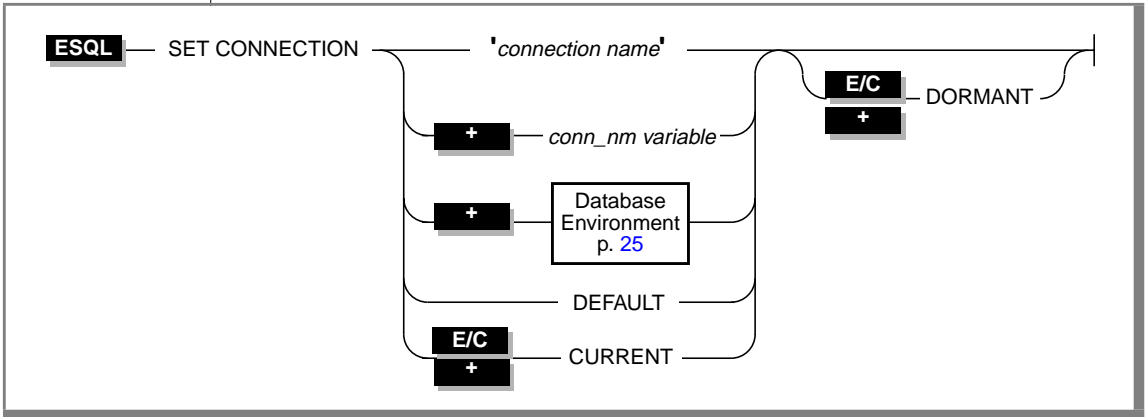 ESQL SET CONNECTION 'connection name'
E/C
+
DORMANT
+ conn_nm variable
+
Database
Environment
p. 25
DEFAULT
E/C
+
CURRENT